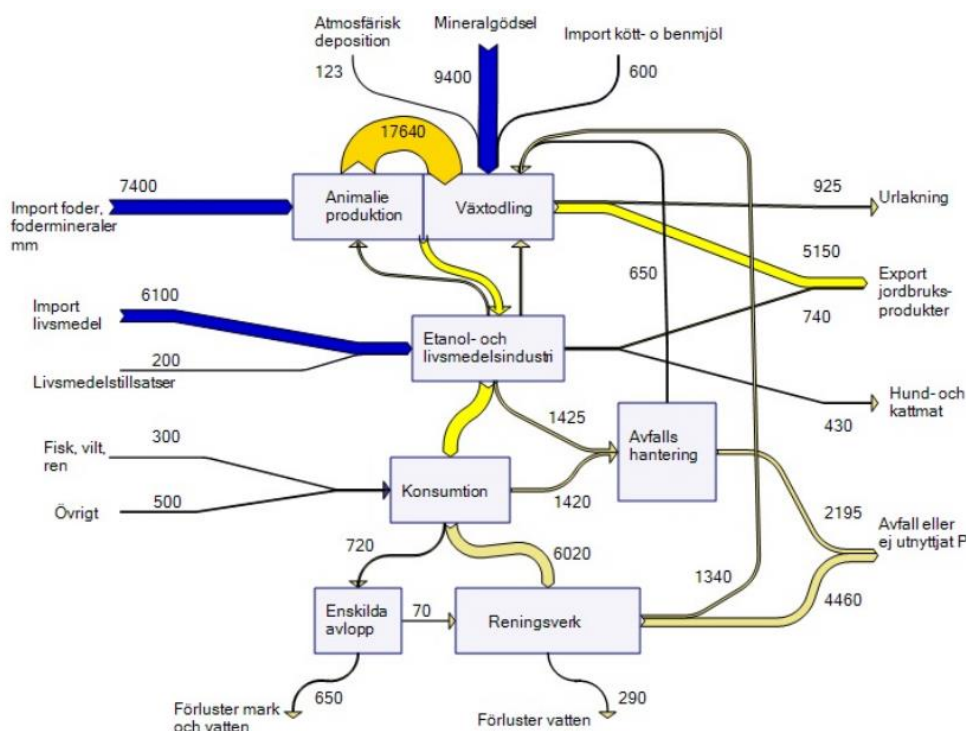 Atmosfärisk
deposition
123
Mineralgödsel
9400
Import kött- o benmjöl
600
17640
7400
Import foder,
fodermineraler
mm
Animalie
produktion
Växtodling
925
Urlakning
5150
Export
jordbruks-
produkter
740
650
6100
Import
livsmedel
200
Livsmedelstillsatser
Etanol- och
livsmedelsindustri
Hund- och
kattmat
430
1425
Avfalls
hantering
300
Fisk, vilt,
ren
500
Övrigt
Konsumtion
1420
2195
Avfall eller
ej utnyttjat P
4460
720
6020
1340
Enskilda
avlopp
70
Reningsverk
650
Förluster mark
och vatten
290
Förluster vatten